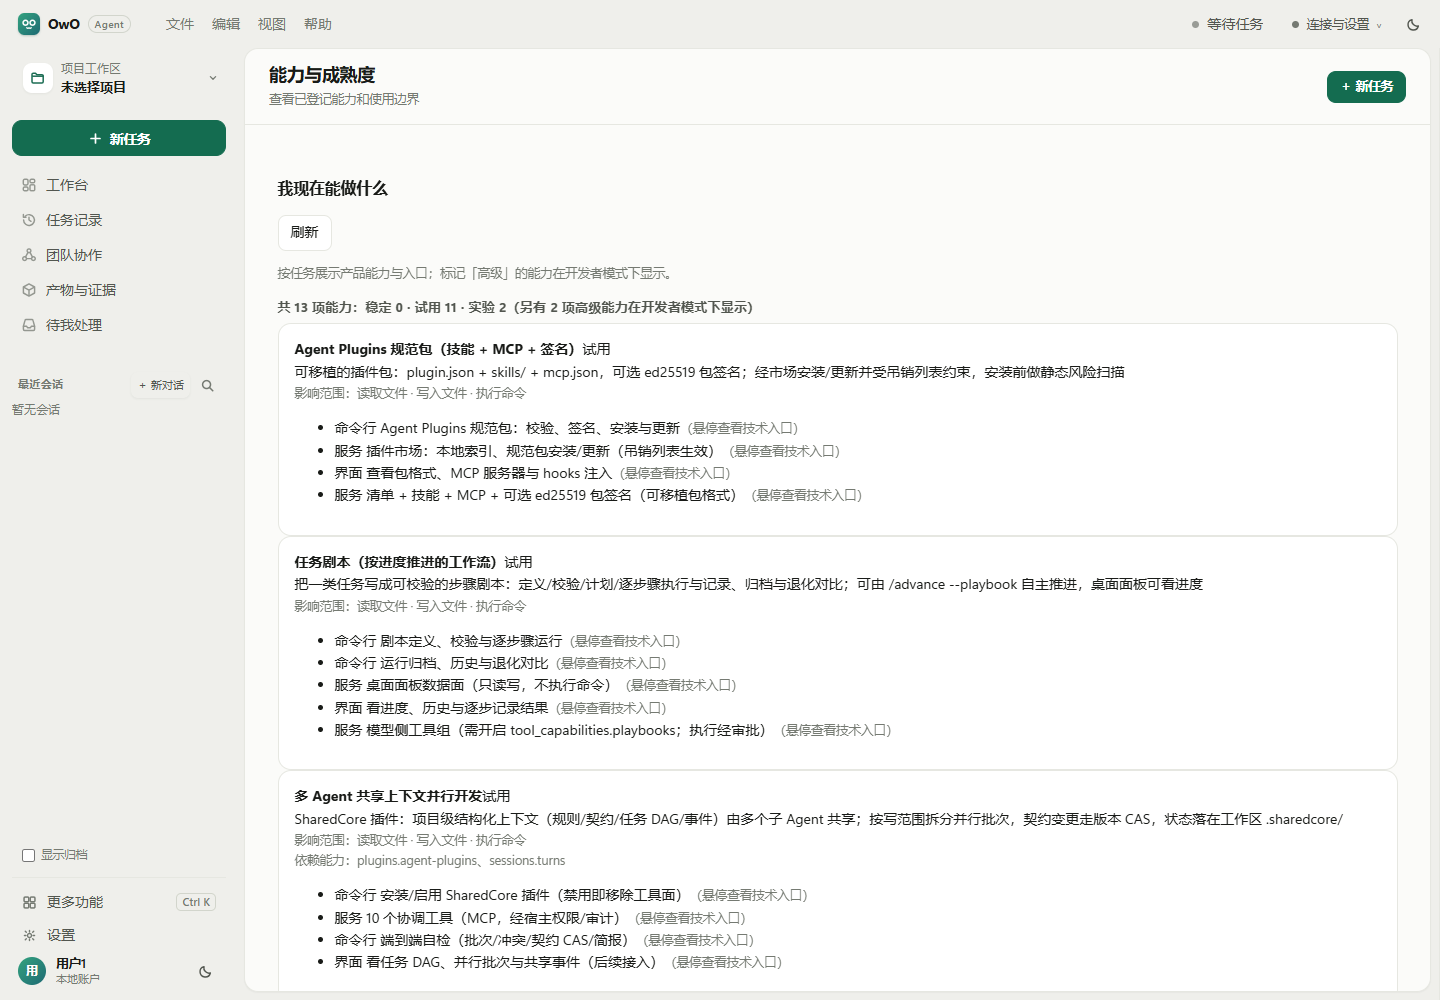 OwO Agent 文件 编辑 视图 帮助 等待任务 连接与设置
项目工作区
未选择项目
+ 新任务
工作台
任务记录
团队协作
产物与证据
待我处理
最近会话 + 新对话
暂无会话
显示归档
更多功能 Ctrl K
设置
用 用户1
本地账户
能力与成熟度
查看已登记能力和使用边界
+ 新任务
我现在能做什么
刷新
按任务展示产品能力与入口；标记「高级」的能力在开发者模式下显示。
共 13 项能力：稳定 0 · 试用 11 · 实验 2（另有 2 项高级能力在开发者模式下显示）
Agent Plugins 规范包（技能 + MCP + 签名）试用
可移植的插件包：plugin.json + skills/ + mcp.json，可选 ed25519 包签名；经市场安装/更新并受吊销列表约束，安装前做静态风险扫描
影响范围：读取文件 · 写入文件 · 执行命令
• 命令行 Agent Plugins 规范包：校验、签名、安装与更新（悬停查看技术入口）
• 服务 插件市场：本地索引、规范包安装/更新（吊销列表生效）（悬停查看技术入口）
• 界面 查看包格式、MCP 服务器与 hooks 注入（悬停查看技术入口）
• 服务 清单 + 技能 + MCP + 可选 ed25519 包签名（可移植包格式）（悬停查看技术入口）
任务剧本（按进度推进的工作流）试用
把一类任务写成可校验的步骤剧本：定义/校验/计划/逐步骤执行与记录、归档与退化对比；可由 /advance --playbook 自主推进，桌面面板可看进度
影响范围：读取文件 · 写入文件 · 执行命令
• 命令行 剧本定义、校验与逐步骤运行（悬停查看技术入口）
• 命令行 运行归档、历史与退化对比（悬停查看技术入口）
• 服务 桌面面板数据面（只读写，不执行命令）（悬停查看技术入口）
• 界面 看进度、历史与逐步记录结果（悬停查看技术入口）
• 服务 模型侧工具组（需开启 tool_capabilities.playbooks；执行经审批）（悬停查看技术入口）
多 Agent 共享上下文并行开发试用
SharedCore 插件：项目级结构化上下文（规则/契约/任务 DAG/事件）由多个子 Agent 共享；按写范围拆分并行批次，契约变更走版本 CAS，状态落在工作区 .sharedcore/
影响范围：读取文件 · 写入文件 · 执行命令
依赖能力：plugins.agent-plugins、sessions.turns
• 命令行 安装/启用 SharedCore 插件（禁用即移除工具面）（悬停查看技术入口）
• 服务 10 个协调工具（MCP，经宿主权限/审计）（悬停查看技术入口）
• 命令行 端到端自检（批次/冲突/契约 CAS/简报）（悬停查看技术入口）
• 界面 看任务 DAG、并行批次与共享事件（后续接入）（悬停查看技术入口）